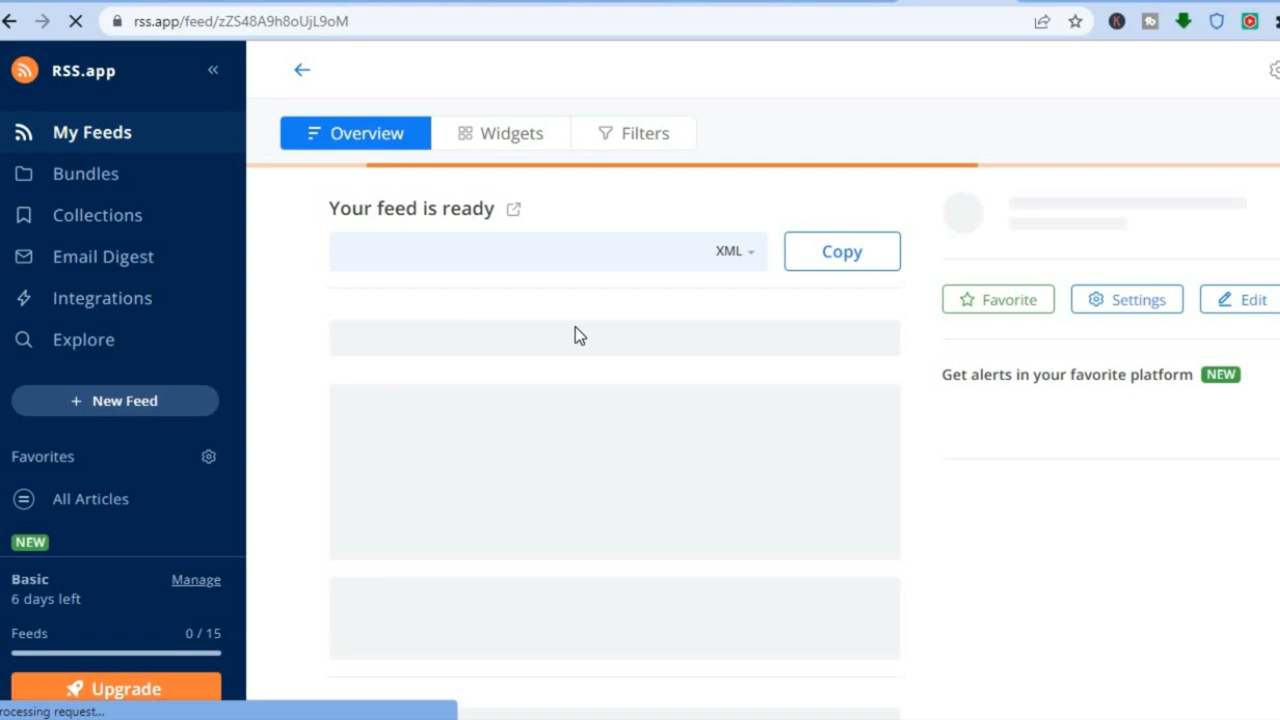 rss.app/feed/zZS48A9h8oUjL9oM
RSS.app
My Feeds
Bundles
Collections
Email Digest
Integrations
Explore
+ New Feed
Favorites
All Articles
NEW
Basic
Manage
6 days left
Feeds
0 / 15
Upgrade
rocessing request...
Overview
Widgets
Filters
Your feed is ready
XML
Copy
Favorite
Settings
Edit
Get alerts in your favorite platform NEW